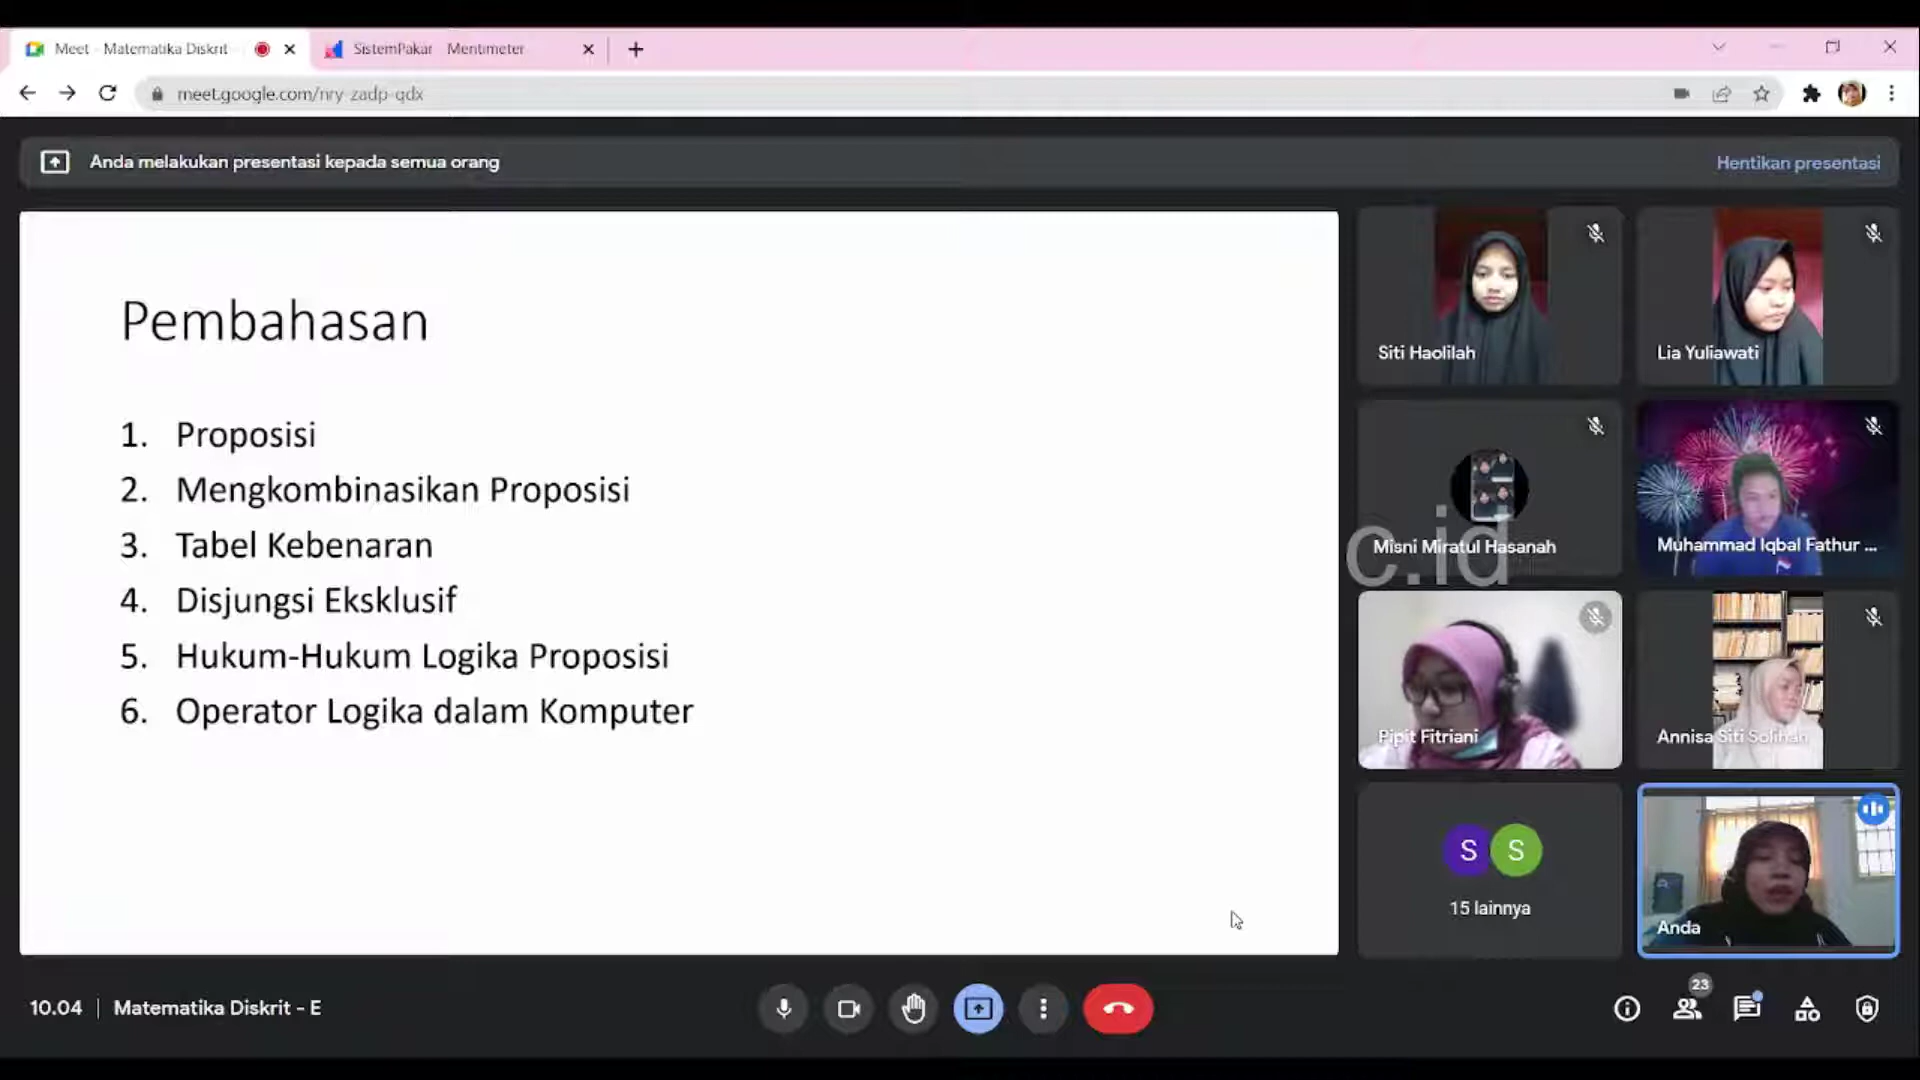 Meet - Matematika Diskrit
SistemPakar Mentimeter
meet.google.com/nry-zadp-qdx
Anda melakukan presentasi kepada semua orang
Hentikan presentasi
Pembahasan
1. Proposisi
2. Mengkombinasikan Proposisi
3. Tabel Kebenaran
4. Disjungsi Eksklusif
5. Hukum-Hukum Logika Proposisi
6. Operator Logika dalam Komputer
Siti Haolilah
Lia Yuliawati
Misni Miratul Hasanah
c.id
Muhammad Iqbal Fathur ...
Pipit Fitriani
Annisa Siti Solihah
S
S
15 lainnya
Anda
10.04
Matematika Diskrit - E
23